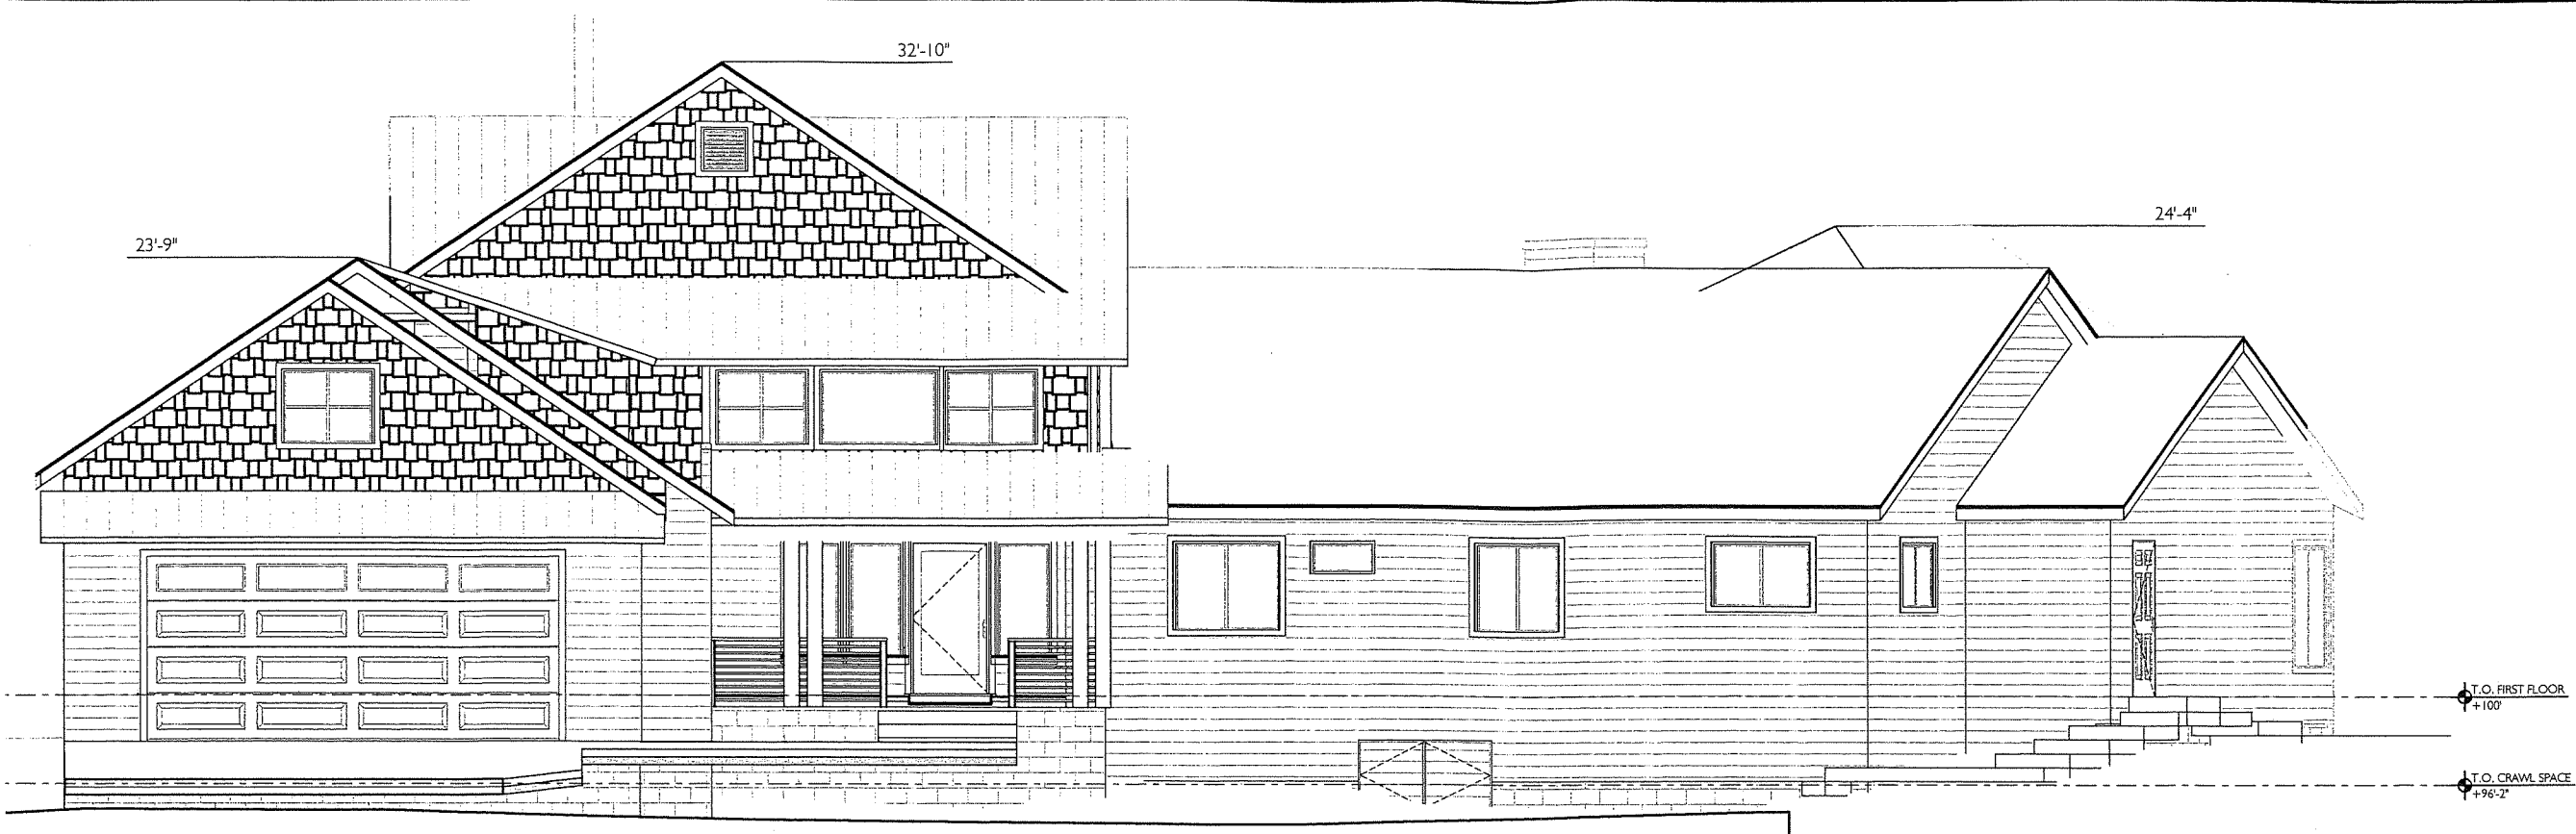 32'-10"
24'-4"
23'-9"
T.O. FIRST FLOOR
+100'
T.O. CRAWL SPACE
+96'-2"